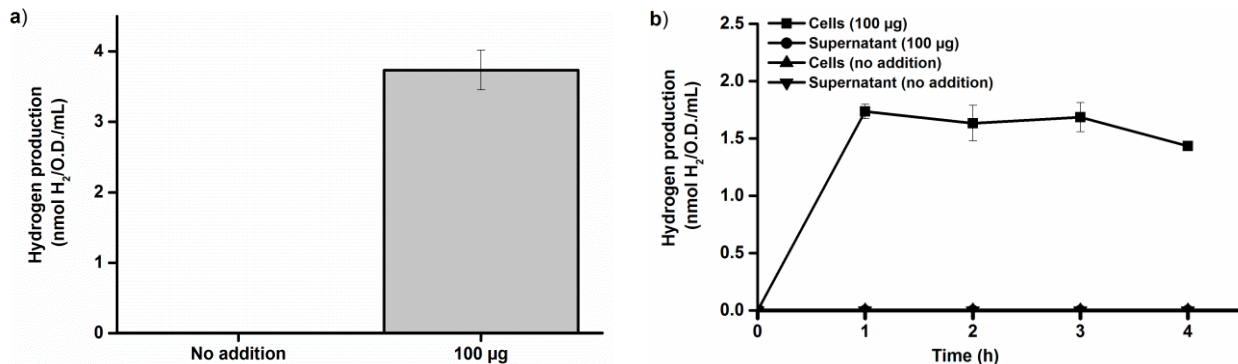 a)
Hydrogen production
(nmol H₂/O.D./mL)
4
3
2
1
0
No addition 100 µg
b)
Hydrogen production
(nmol H₂/O.D./mL)
2.5
2.0
1.5
1.0
0.5
0.0
Cells (100 µg)
Supernatant (100 µg)
Cells (no addition)
Supernatant (no addition)
0 1 2 3 4
Time (h)